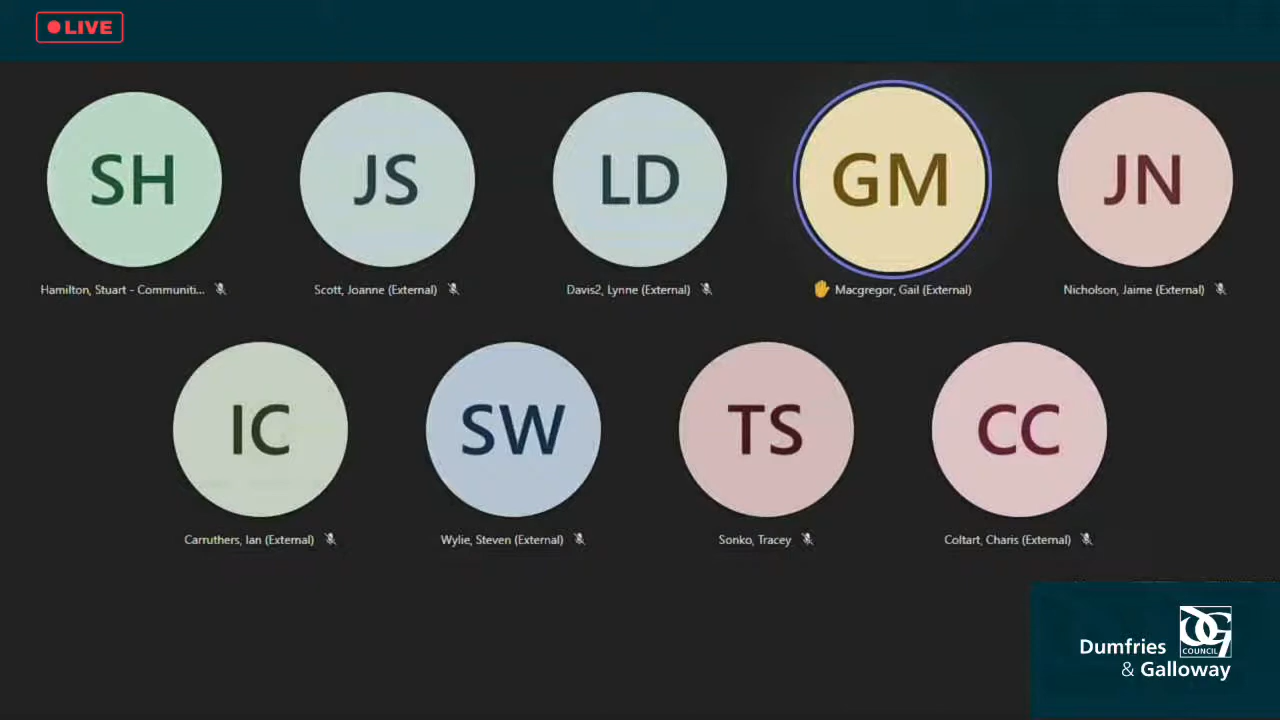 LIVE
SH
JS
LD
GM
JN
Hamilton, Stuart - Communiti...
Scott, Joanne (External)
Davis2, Lynne (External)
Macgregor, Gail (External)
Nicholson, Jaime (External)
IC
SW
TS
CC
Carruthers, Ian (External)
Wylie, Steven (External)
Sonko, Tracey
Coltart, Charis (External)
Dumfries
& Galloway
DG
COUNCIL